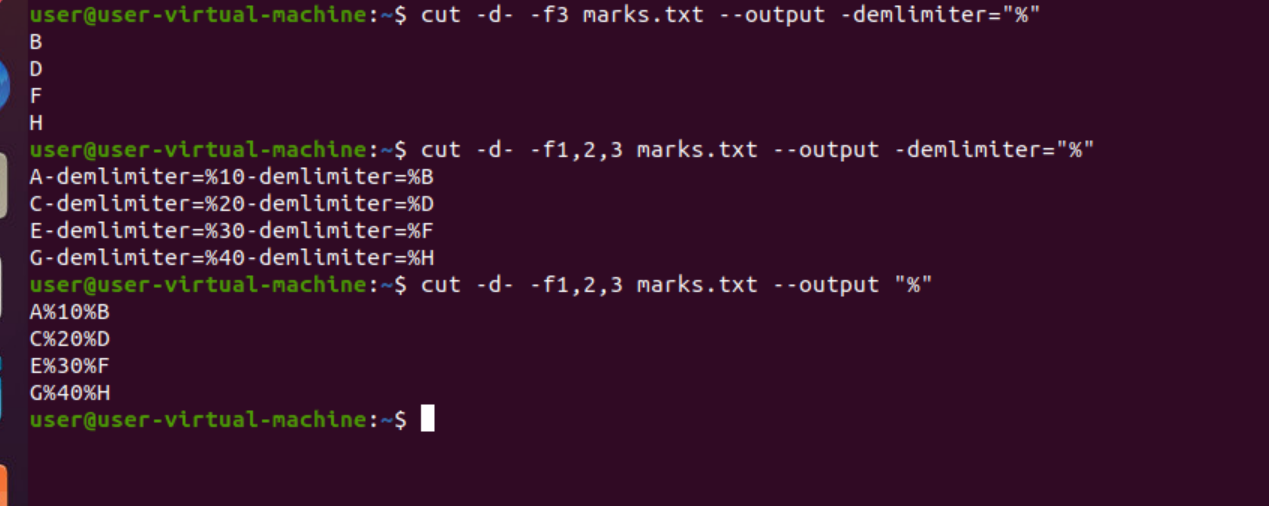 user@user-virtual-machine:~$ cut -d- -f3 marks.txt --output -demlimiter="%"
B
D
F
H
user@user-virtual-machine:~$ cut -d- -f1,2,3 marks.txt --output -demlimiter="%"
A-demlimiter=%10-demlimiter=%B
C-demlimiter=%20-demlimiter=%D
E-demlimiter=%30-demlimiter=%F
G-demlimiter=%40-demlimiter=%H
user@user-virtual-machine:~$ cut -d- -f1,2,3 marks.txt --output "%"
A%10%B
C%20%D
E%30%F
G%40%H
user@user-virtual-machine:~$